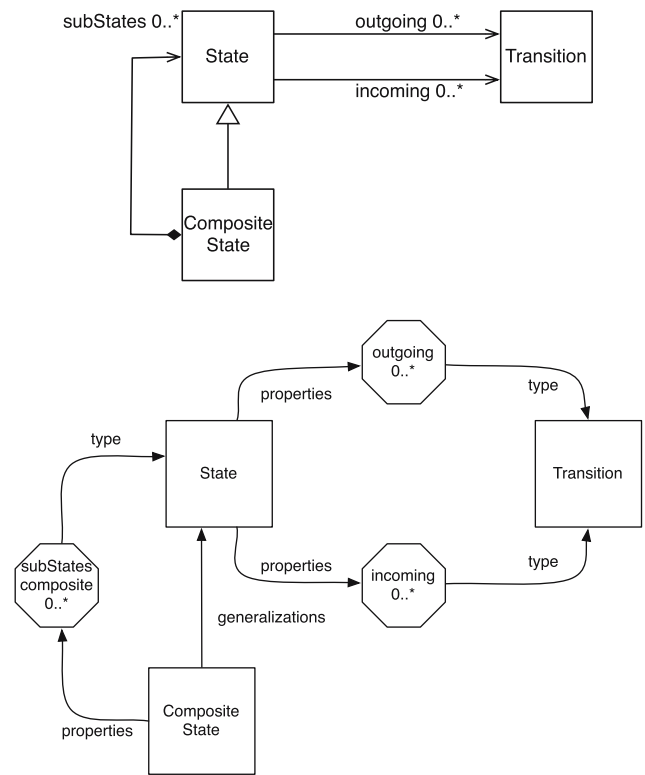 subStates 0..*
outgoing 0..*
State
Transition
incoming 0..*
Composite
State
outgoing
0..*
properties
type
type
State
Transition
subStates
composite
0..*
properties
incoming
0..*
type
generalizations
Composite
State
properties